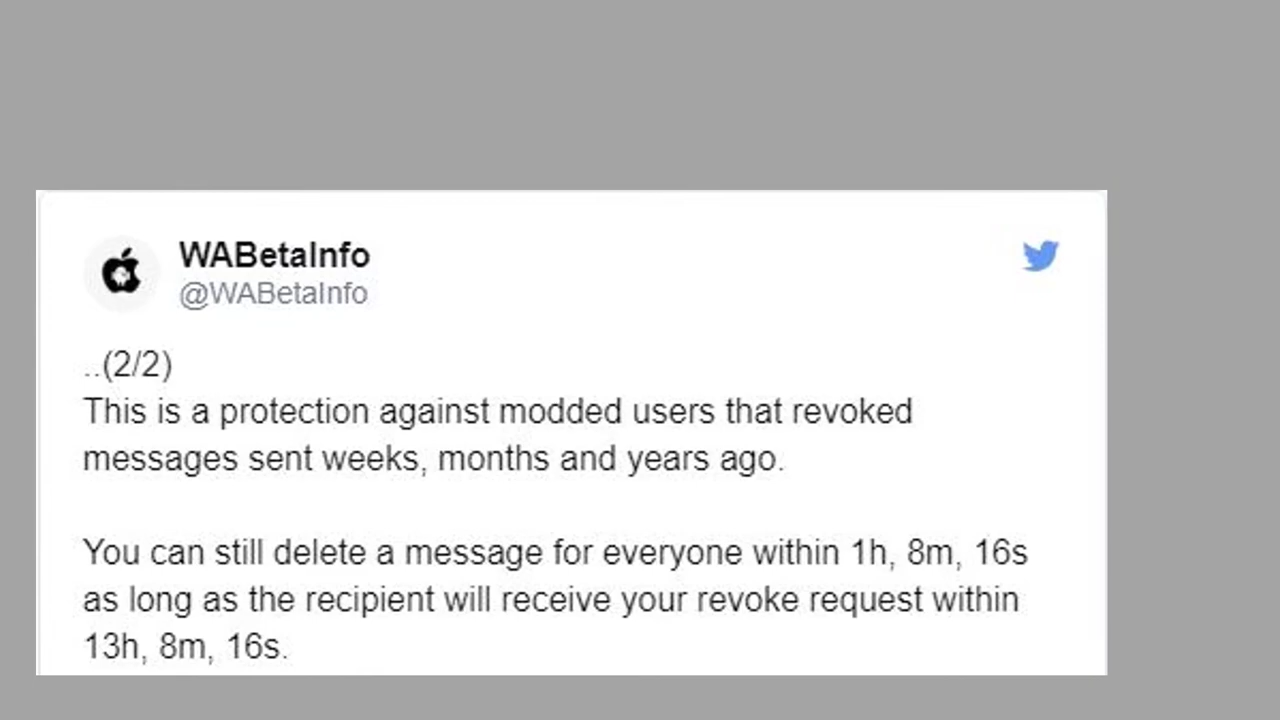 WABetaInfo
@WABetaInfo
..(2/2)
This is a protection against modded users that revoked
messages sent weeks, months and years ago.
You can still delete a message for everyone within 1h, 8m, 16s
as long as the recipient will receive your revoke request within
13h, 8m, 16s.